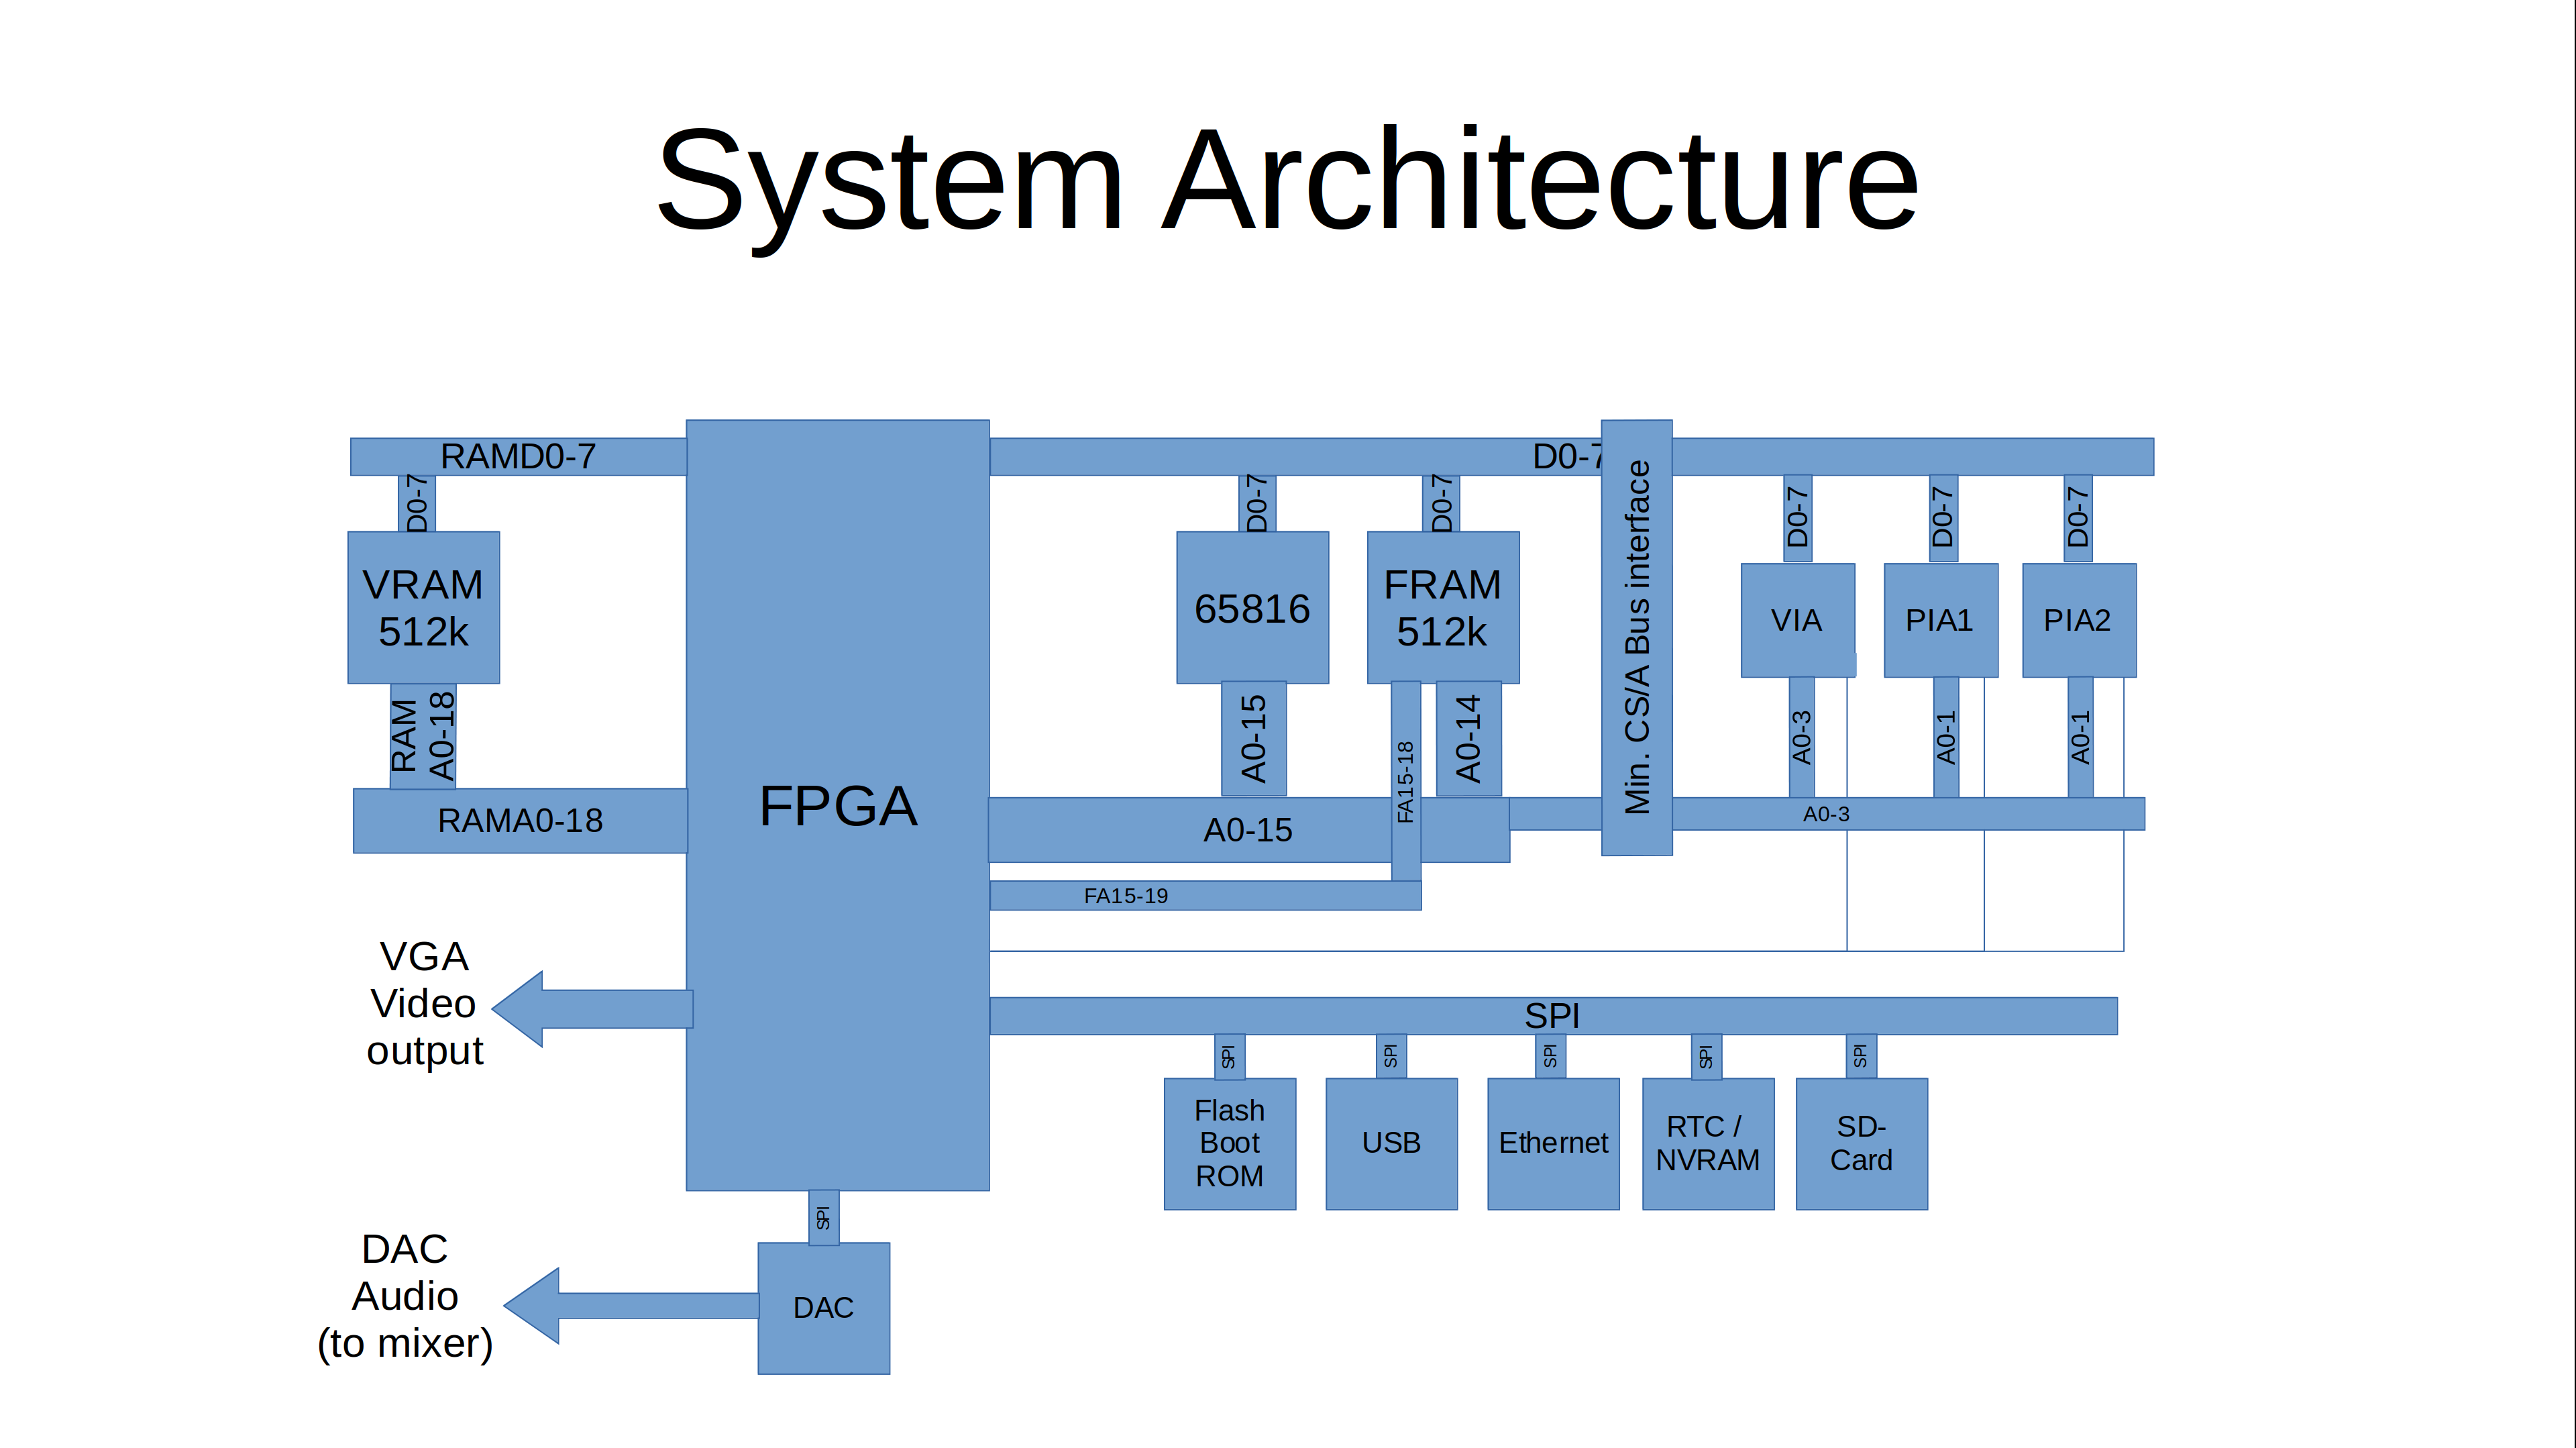 System Architecture
RAMD0-7
D0-7
D0-7
D0-7
D0-7
D0-7
D0-7
D0-7
VRAM
512k
65816
FRAM
512k
Min. CS/A Bus interface
VIA
PIA1
PIA2
RAM
A0-18
A0-15
FA15-18
A0-14
A0-3
A0-1
A0-1
RAMA0-18
FPGA
A0-15
A0-3
FA15-19
VGA
Video
output
SPI
SPI
SPI
SPI
SPI
SPI
Flash
Boot
ROM
USB
Ethernet
RTC /
NVRAM
SD-
Card
SPI
DAC
Audio
(to mixer)
DAC